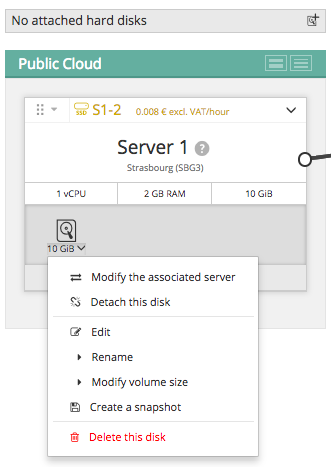 No attached hard disks
Public Cloud
SSD S1-2 0.008 € excl. VAT/hour
Server 1 ?
Strasbourg (SBG3)
1 vCPU 2 GB RAM 10 GiB
10 GiB
Modify the associated server
Detach this disk
Edit
Rename
Modify volume size
Create a snapshot
Delete this disk